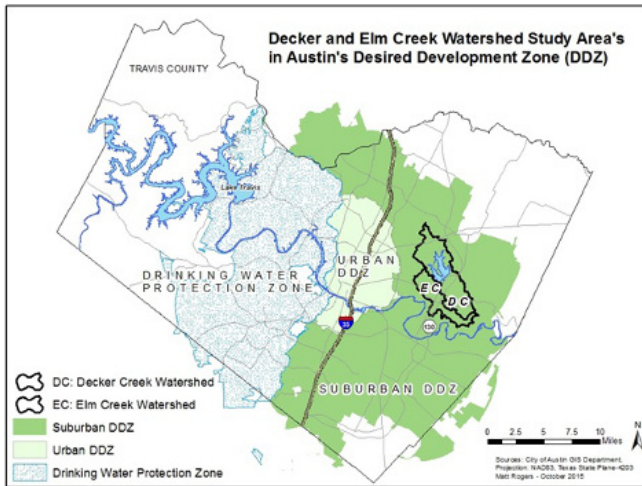 Decker and Elm Creek Watershed Study Area's
in Austin's Desired Development Zone (DDZ)
TRAVIS COUNTY
Lake Travis
DRINKING WATER
PROTECTION ZONE
URBAN
DDZ
EC
DC
35
130
SUBURBAN DDZ
DC: Decker Creek Watershed
EC: Elm Creek Watershed
Suburban DDZ
Urban DDZ
Drinking Water Protection Zone
0 2.5 5 7.5 10
Miles
N
Sources: City of Austin GIS Department,
Projection: NAD83, Texas State Plane-4203
Matt Rogers - October 2015